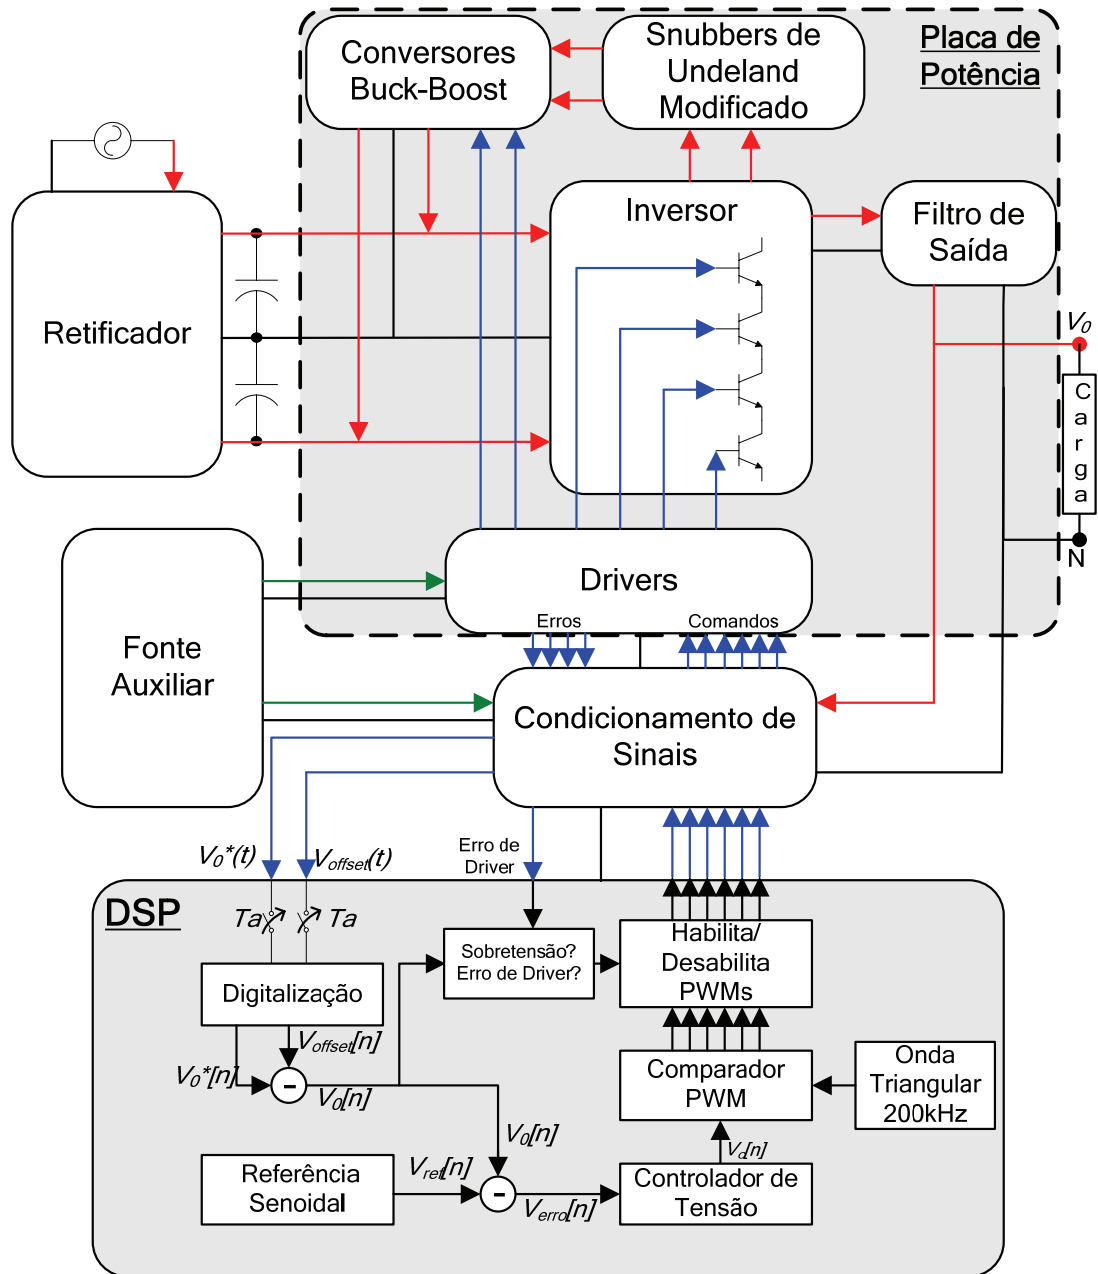 Conversores
Buck-Boost
Snubbers de
Undeland
Modificado
Placa de
Potência
Retificador
Inversor
Filtro de
Saída
V0
Carga
N
Drivers
Erros
Comandos
Fonte
Auxiliar
Condicionamento de
Sinais
V0*(t)
Voffset(t)
Erro de
Driver
DSP
Ta
Ta
Digitalização
Sobretensão?
Erro de Driver?
Habilita/
Desabilita
PWMs
Voffset[n]
V0*[n]
-
V0[n]
Comparador
PWM
Onda
Triangular
200kHz
V0[n]
Vc[n]
Referência
Senoidal
Vref[n]
-
Verro[n]
Controlador de
Tensão